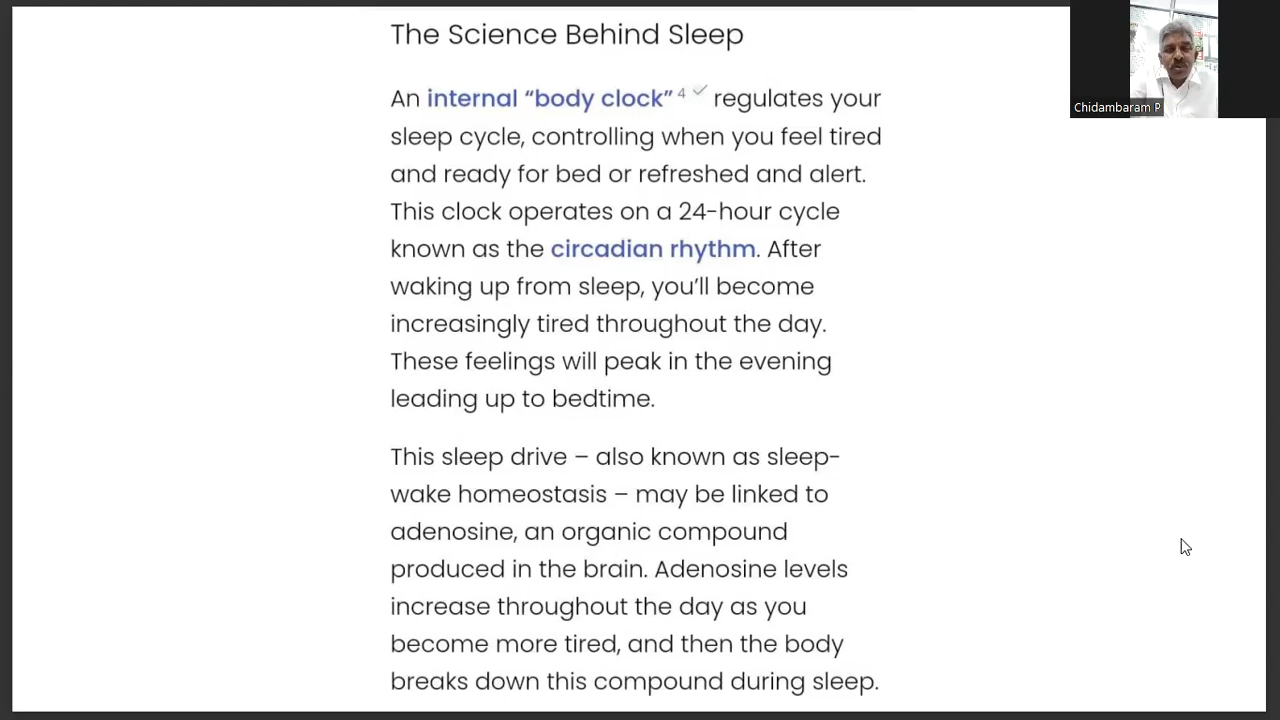 The Science Behind Sleep
An internal “body clock” 4 regulates your
sleep cycle, controlling when you feel tired
and ready for bed or refreshed and alert.
This clock operates on a 24-hour cycle
known as the circadian rhythm. After
waking up from sleep, you’ll become
increasingly tired throughout the day.
These feelings will peak in the evening
leading up to bedtime.
This sleep drive – also known as sleep-
wake homeostasis – may be linked to
adenosine, an organic compound
produced in the brain. Adenosine levels
increase throughout the day as you
become more tired, and then the body
breaks down this compound during sleep.
Chidambaram P